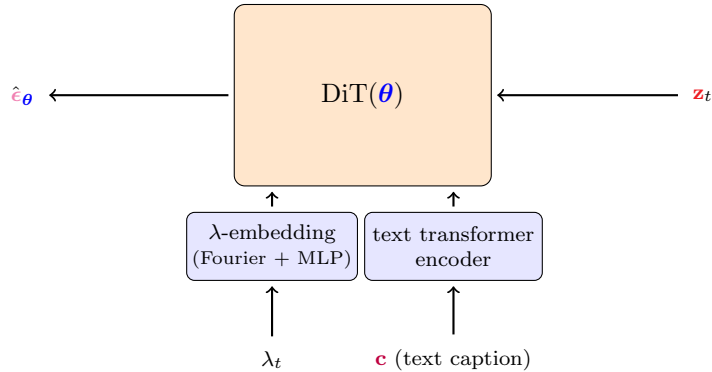 DiT(θ)
ε̂_θ
z_t
λ-embedding
(Fourier + MLP)
text transformer
encoder
λ_t
c (text caption)